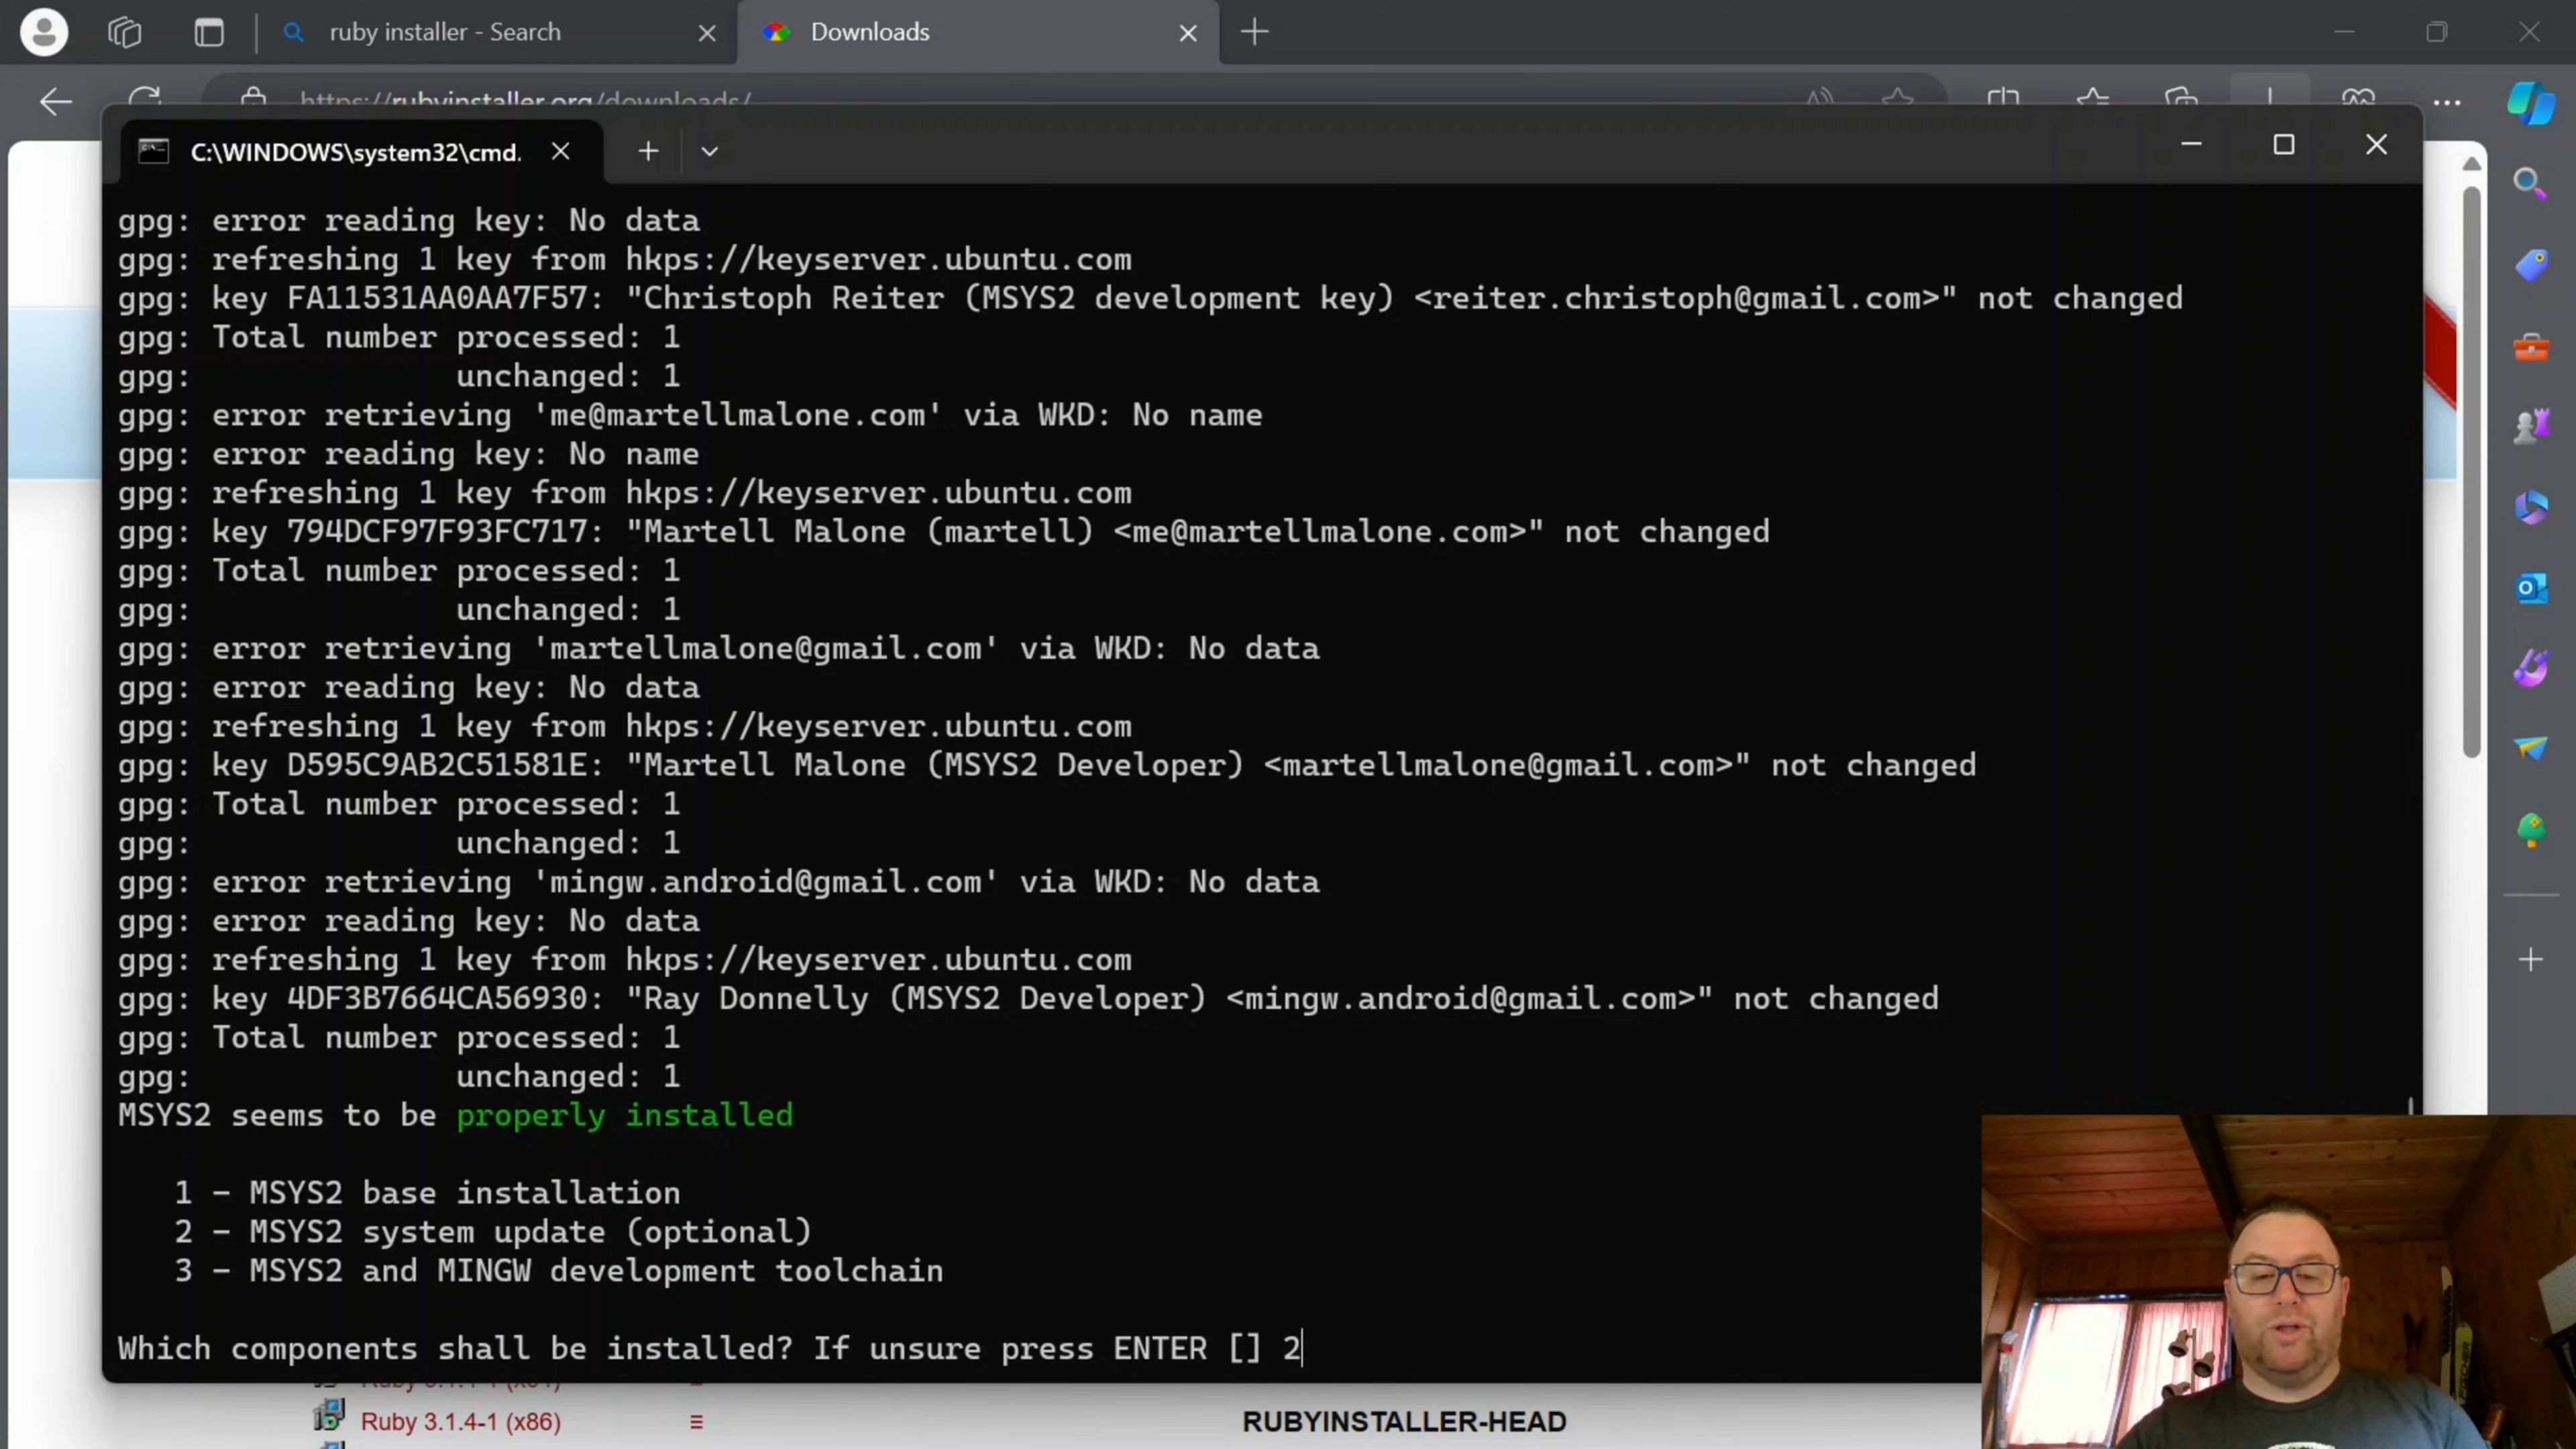 ruby installer - Search
Downloads
https://rubyinstaller.org/downloads/
C:\WINDOWS\system32\cmd.
gpg: error reading key: No data
gpg: refreshing 1 key from hkps://keyserver.ubuntu.com
gpg: key FA11531AA0AA7F57: "Christoph Reiter (MSYS2 development key) <reiter.christoph@gmail.com>" not changed
gpg: Total number processed: 1
gpg:              unchanged: 1
gpg: error retrieving 'me@martellmalone.com' via WKD: No name
gpg: error reading key: No name
gpg: refreshing 1 key from hkps://keyserver.ubuntu.com
gpg: key 794DCF97F93FC717: "Martell Malone (martell) <me@martellmalone.com>" not changed
gpg: Total number processed: 1
gpg:              unchanged: 1
gpg: error retrieving 'martellmalone@gmail.com' via WKD: No data
gpg: error reading key: No data
gpg: refreshing 1 key from hkps://keyserver.ubuntu.com
gpg: key D595C9AB2C51581E: "Martell Malone (MSYS2 Developer) <martellmalone@gmail.com>" not changed
gpg: Total number processed: 1
gpg:              unchanged: 1
gpg: error retrieving 'mingw.android@gmail.com' via WKD: No data
gpg: error reading key: No data
gpg: refreshing 1 key from hkps://keyserver.ubuntu.com
gpg: key 4DF3B7664CA56930: "Ray Donnelly (MSYS2 Developer) <mingw.android@gmail.com>" not changed
gpg: Total number processed: 1
gpg:              unchanged: 1
MSYS2 seems to be properly installed
1 - MSYS2 base installation
2 - MSYS2 system update (optional)
3 - MSYS2 and MINGW development toolchain
Which components shall be installed? If unsure press ENTER [] 2
Ruby 3.1.4-1 (x86)
RUBYINSTALLER-HEAD